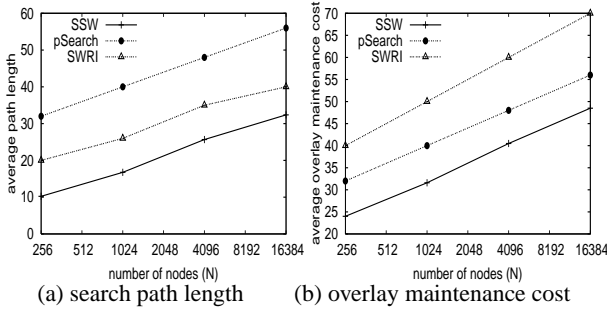 average path length
60
50
40
30
20
10
0
SSW
pSearch
SWRI
256 512 1024 2048 4096 8192 16384
number of nodes (N)
(a) search path length
average overlay maintenance cost
70
65
60
55
50
45
40
35
30
25
20
SSW
pSearch
SWRI
256 512 1024 2048 4096 8192 16384
number of nodes (N)
(b) overlay maintenance cost